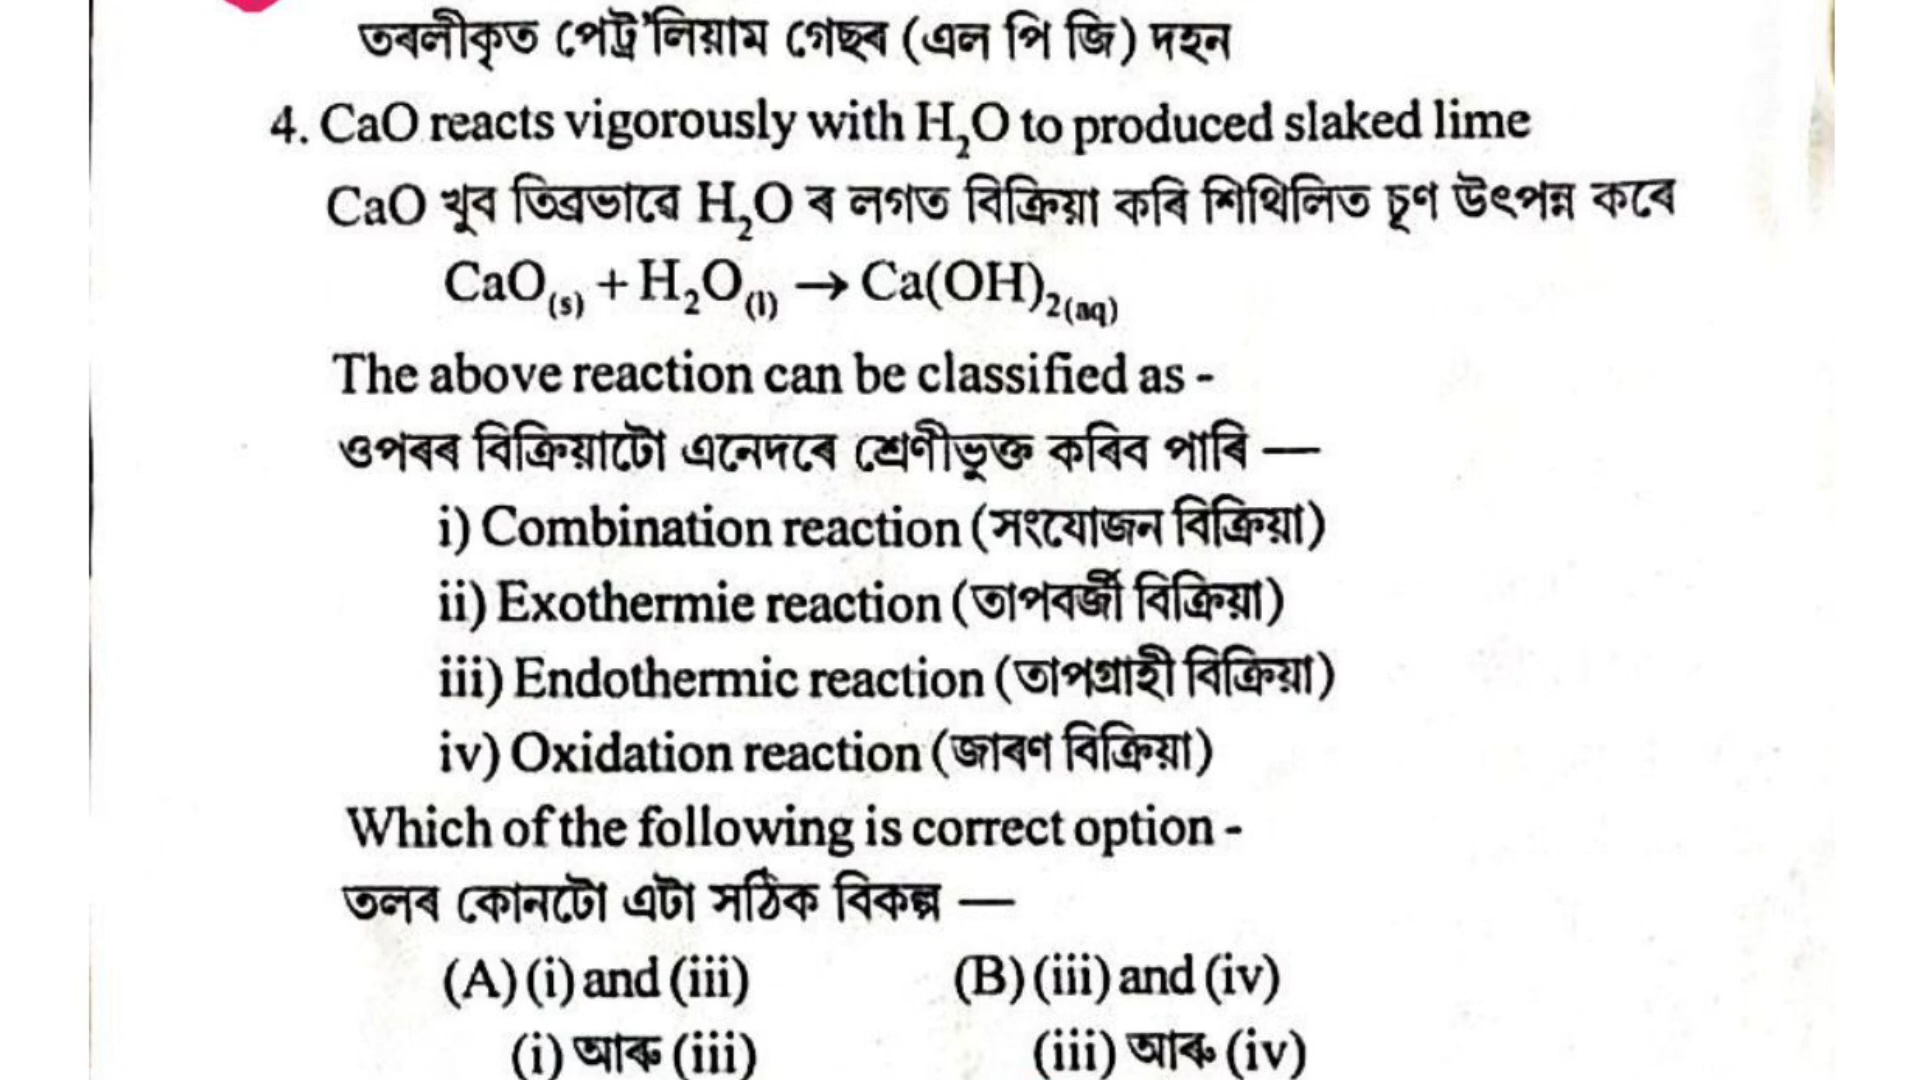 তৰলীকৃত পেট্ৰ'লিয়াম গেছৰ (এল পি জি) দহন
4. CaO reacts vigorously with H₂O to produced slaked lime
CaO খুব তিব্ৰভাৱে H₂O ৰ লগত বিক্ৰিয়া কৰি শিথিলিত চূণ উৎপন্ন কৰে
CaO(s) + H₂O(l) → Ca(OH)₂(aq)
The above reaction can be classified as -
ওপৰৰ বিক্ৰিয়াটো এনেদৰে শ্ৰেণীভুক্ত কৰিব পাৰি —
i) Combination reaction (সংযোজন বিক্ৰিয়া)
ii) Exothermie reaction (তাপবৰ্জী বিক্ৰিয়া)
iii) Endothermic reaction (তাপগ্ৰাহী বিক্ৰিয়া)
iv) Oxidation reaction (জাৰণ বিক্ৰিয়া)
Which of the following is correct option -
তলৰ কোনটো এটা সঠিক বিকল্প —
(A) (i) and (iii) (B) (iii) and (iv)
(i) আৰু (iii) (iii) আৰু (iv)